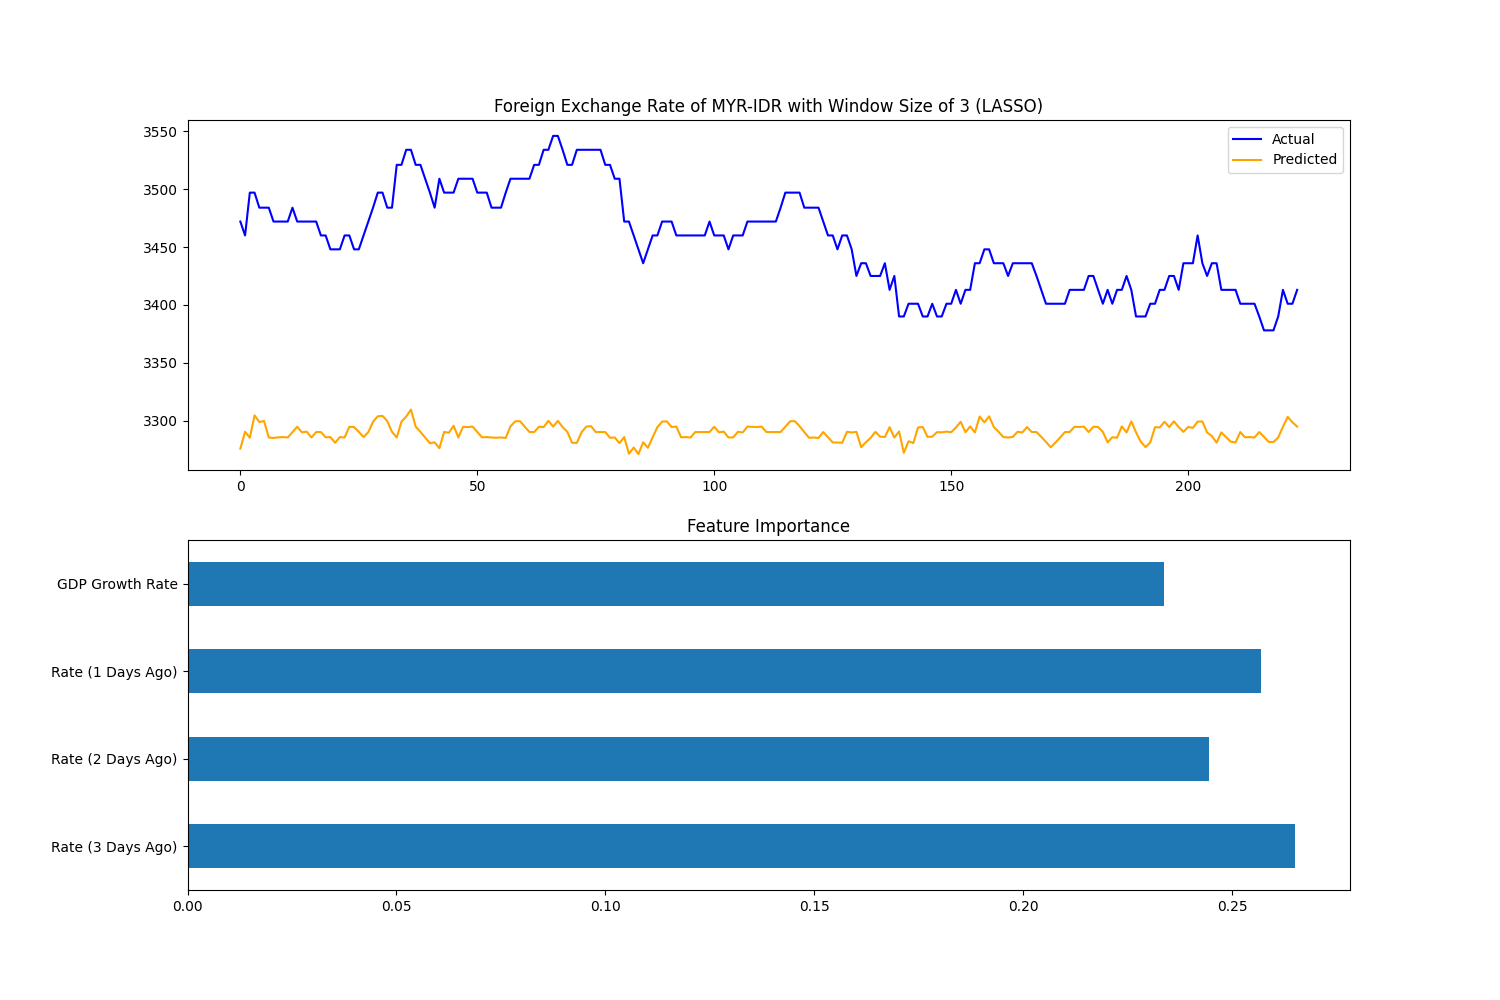 Foreign Exchange Rate of MYR-IDR with Window Size of 3 (LASSO)
Actual
Predicted
3550
3500
3450
3400
3350
3300
0 50 100 150 200
Feature Importance
GDP Growth Rate
Rate (1 Days Ago)
Rate (2 Days Ago)
Rate (3 Days Ago)
0.00 0.05 0.10 0.15 0.20 0.25